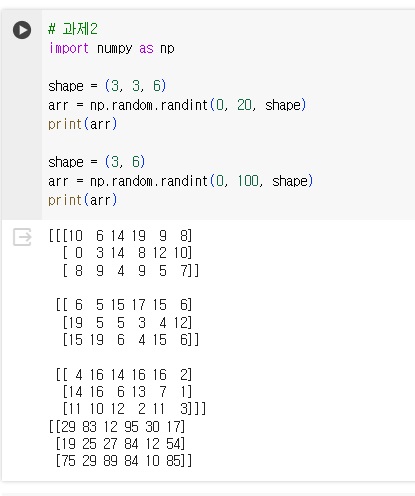 # 과제2
import numpy as np

shape = (3, 3, 6)
arr = np.random.randint(0, 20, shape)
print(arr)

shape = (3, 6)
arr = np.random.randint(0, 100, shape)
print(arr)

[[[10  6 14 19  9  8]
  [ 0  3 14  8 12 10]
  [ 8  9  4  9  5  7]]

 [[ 6  5 15 17 15  6]
  [19  5  5  3  4 12]
  [15 19  6  4 15  6]]

 [[ 4 16 14 16 16  2]
  [14 16  6 13  7  1]
  [11 10 12  2 11  3]]]
[[29 83 12 95 30 17]
 [19 25 27 84 12 54]
 [75 29 89 84 10 85]]